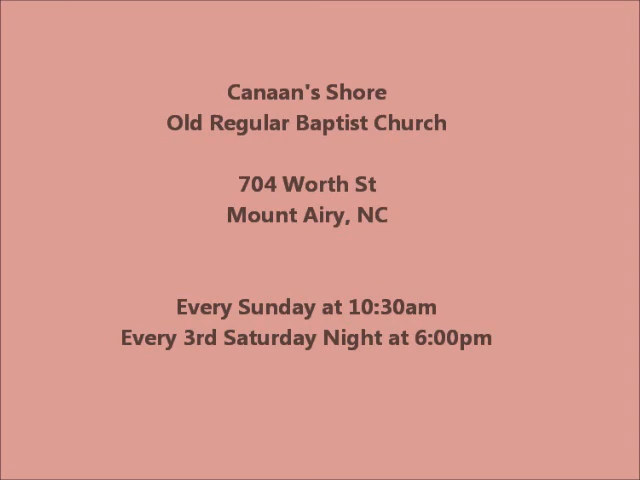 Canaan's Shore
Old Regular Baptist Church
704 Worth St
Mount Airy, NC
Every Sunday at 10:30am
Every 3rd Saturday Night at 6:00pm